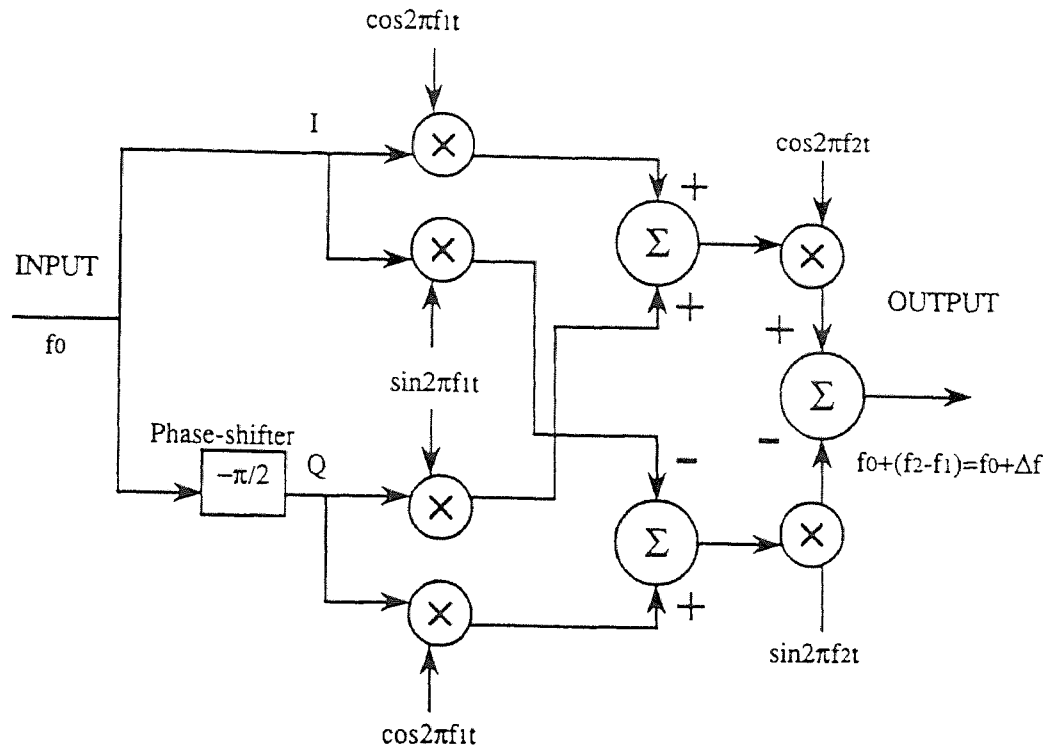 cos2πf1t
I
×
cos2πf2t
+
Σ
×
×
INPUT
+
OUTPUT
f0
+
sin2πf1t
Σ
Phase-shifter
−
−π/2
Q
−
f0+(f2-f1)=f0+Δf
×
Σ
×
×
+
sin2πf2t
cos2πf1t